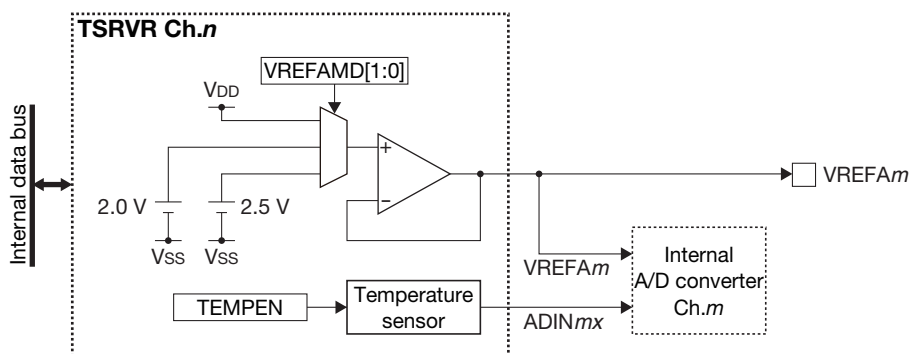 TSRVR Ch.n
VREFAMD[1:0]
VDD
Internal data bus
2.0 V
2.5 V
VSS
VSS
+
−
VREFAm
VREFAm
Internal
A/D converter
Ch.m
TEMPEN
Temperature
sensor
ADINmx